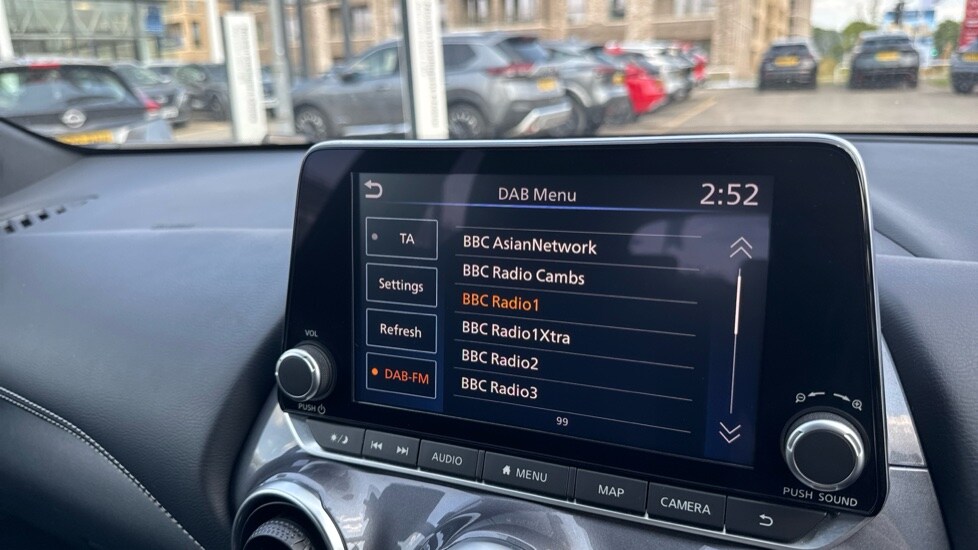 DAB Menu
2:52
TA
Settings
Refresh
DAB-FM
BBC AsianNetwork
BBC Radio Cambs
BBC Radio1
BBC Radio1Xtra
BBC Radio2
BBC Radio3
99
VOL
PUSH
AUDIO
MENU
MAP
CAMERA
PUSH SOUND